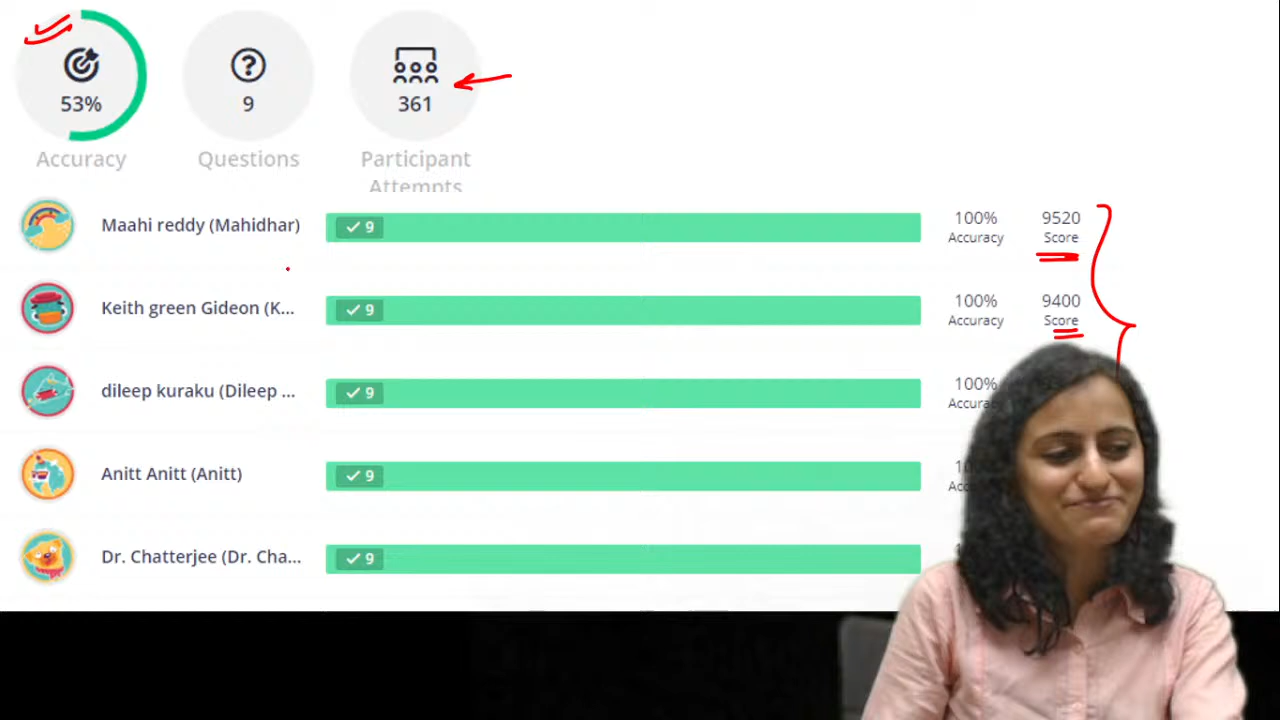 53% 9 361
Accuracy Questions Participant
Attempts
Maahi reddy (Mahidhar) 9 100% 9520
Accuracy Score
Keith green Gideon (K... 9 100% 9400
Accuracy Score
dileep kuraku (Dileep ... 9 100%
Anitt Anitt (Anitt) 9
Dr. Chatterjee (Dr. Cha... 9